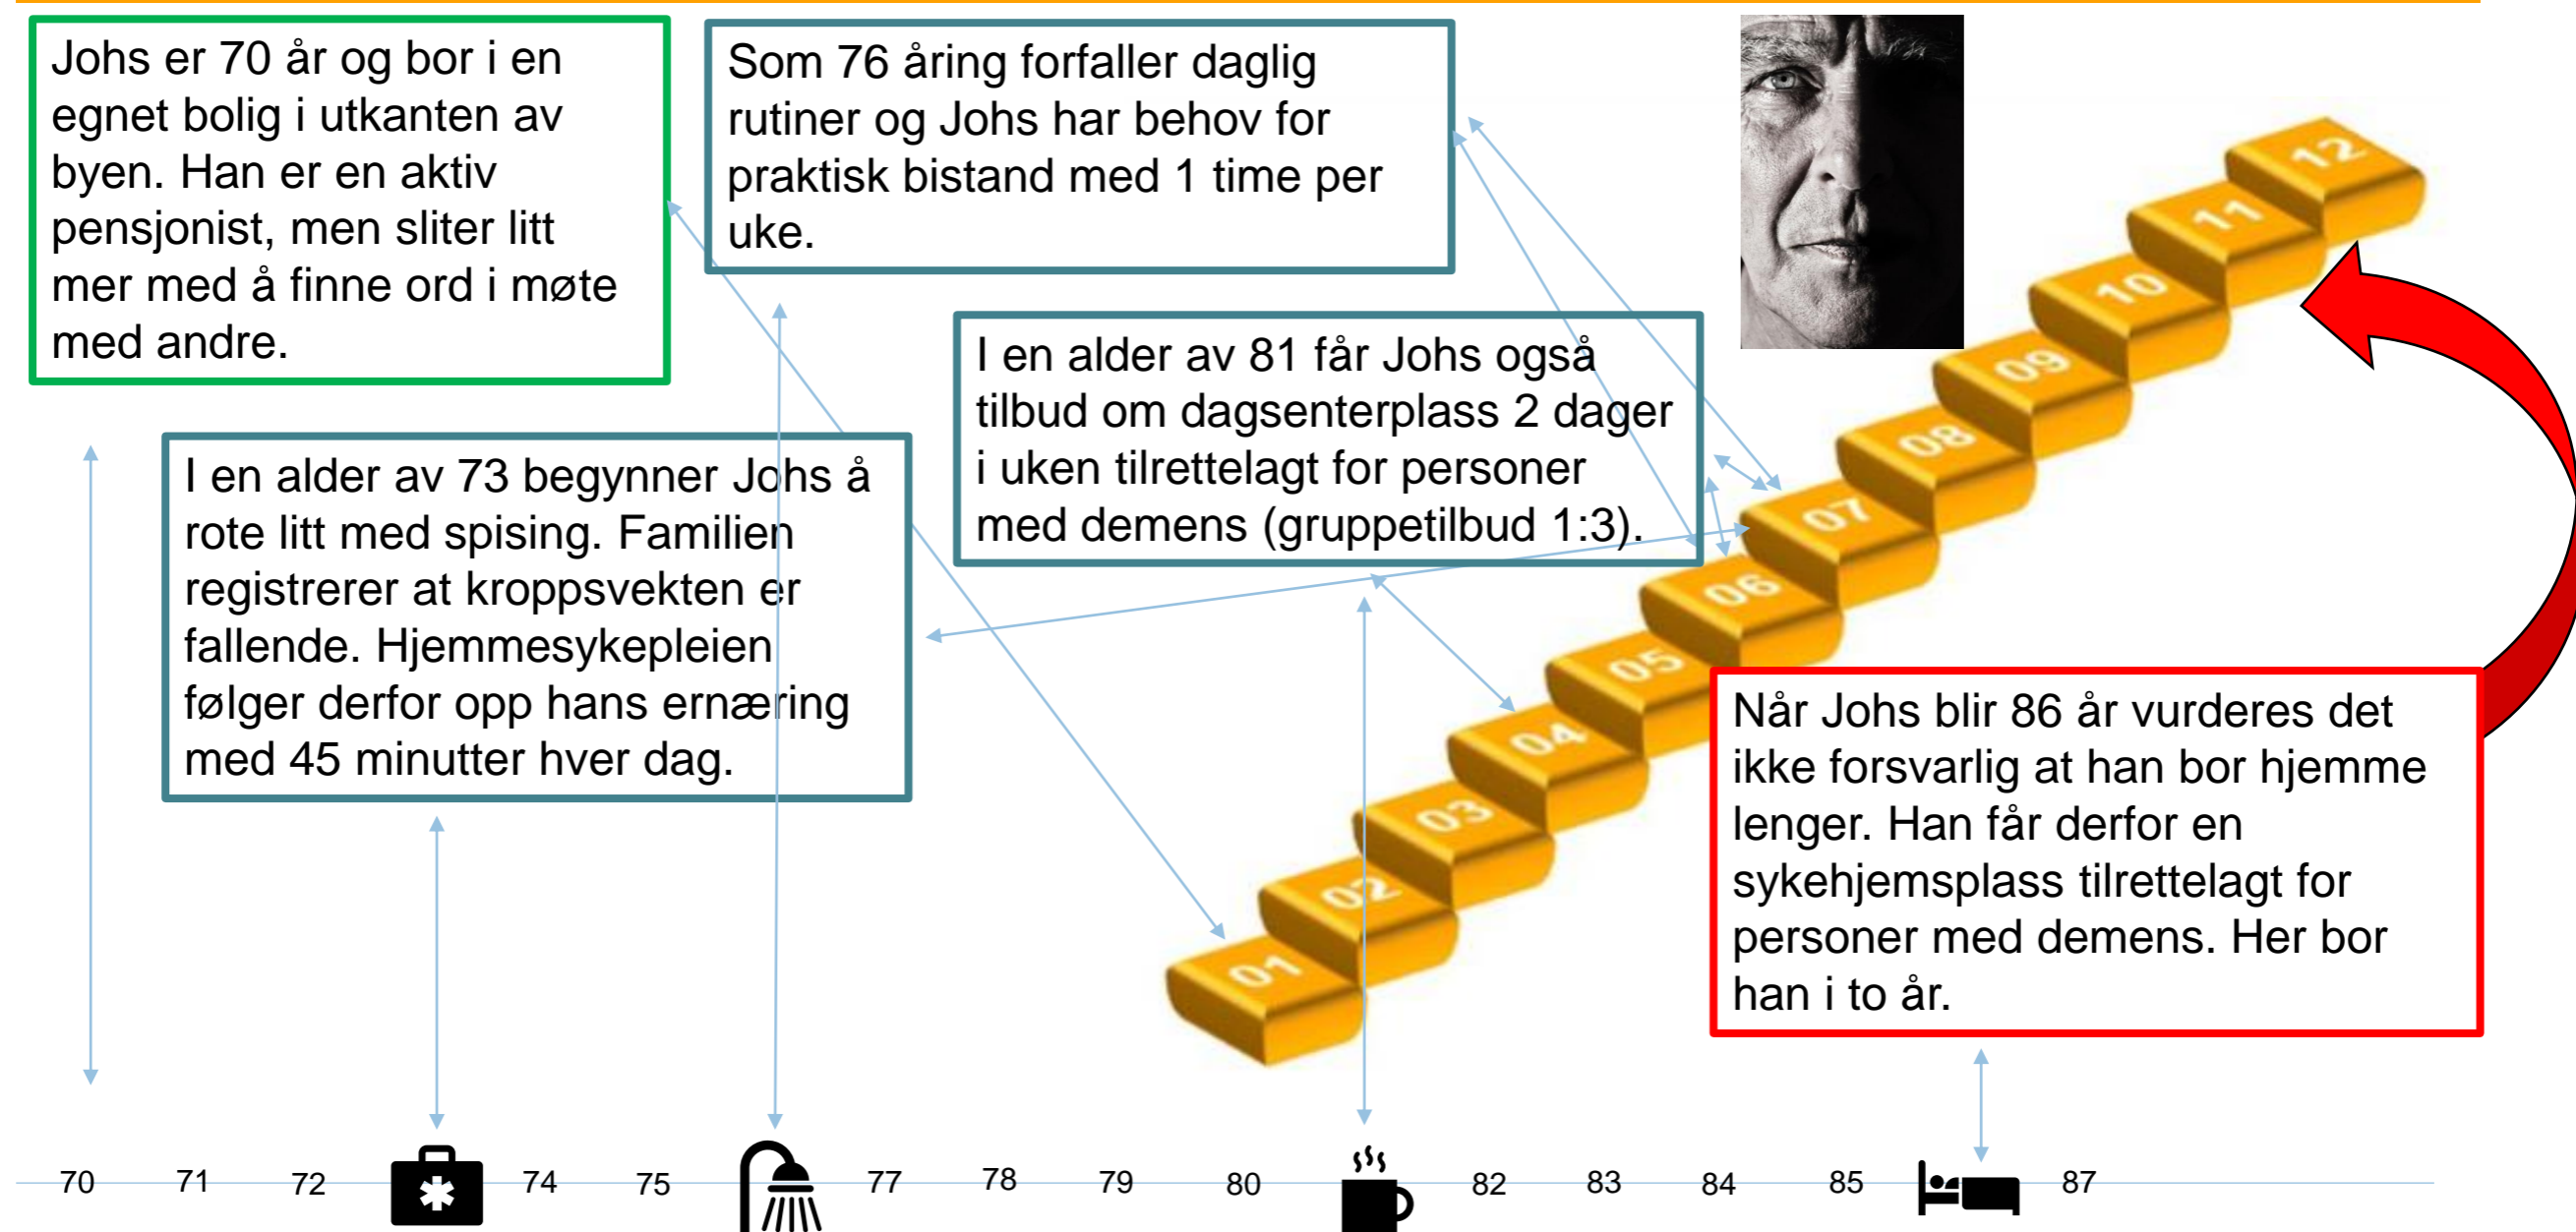 Johs er 70 år og bor i en
egnet bolig i utkanten av
byen. Han er en aktiv
pensjonist, men sliter litt
mer med å finne ord i møte
med andre.
Som 76 åring forfaller daglig
rutiner og Johs har behov for
praktisk bistand med 1 time per
uke.
I en alder av 81 får Johs også
tilbud om dagsenterplass 2 dager
i uken tilrettelagt for personer
med demens (gruppetilbud 1:3).
I en alder av 73 begynner Johs å
rote litt med spising. Familien
registrerer at kroppsvekten er
fallende. Hjemmesykepleien
følger derfor opp hans ernæring
med 45 minutter hver dag.
12
11
10
09
08
07
06
05
04
03
02
01
Når Johs blir 86 år vurderes det
ikke forsvarlig at han bor hjemme
lenger. Han får derfor en
sykehjemsplass tilrettelagt for
personer med demens. Her bor
han i to år.
70 71 72 74 75 77 78 79 80 82 83 84 85 87